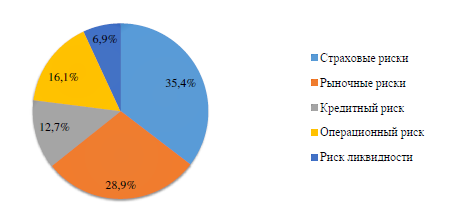 6,9%
16,1%
35,4%
12,7%
28,9%
Страховые риски
Рыночные риски
Кредитный риск
Операционный риск
Риск ликвидности